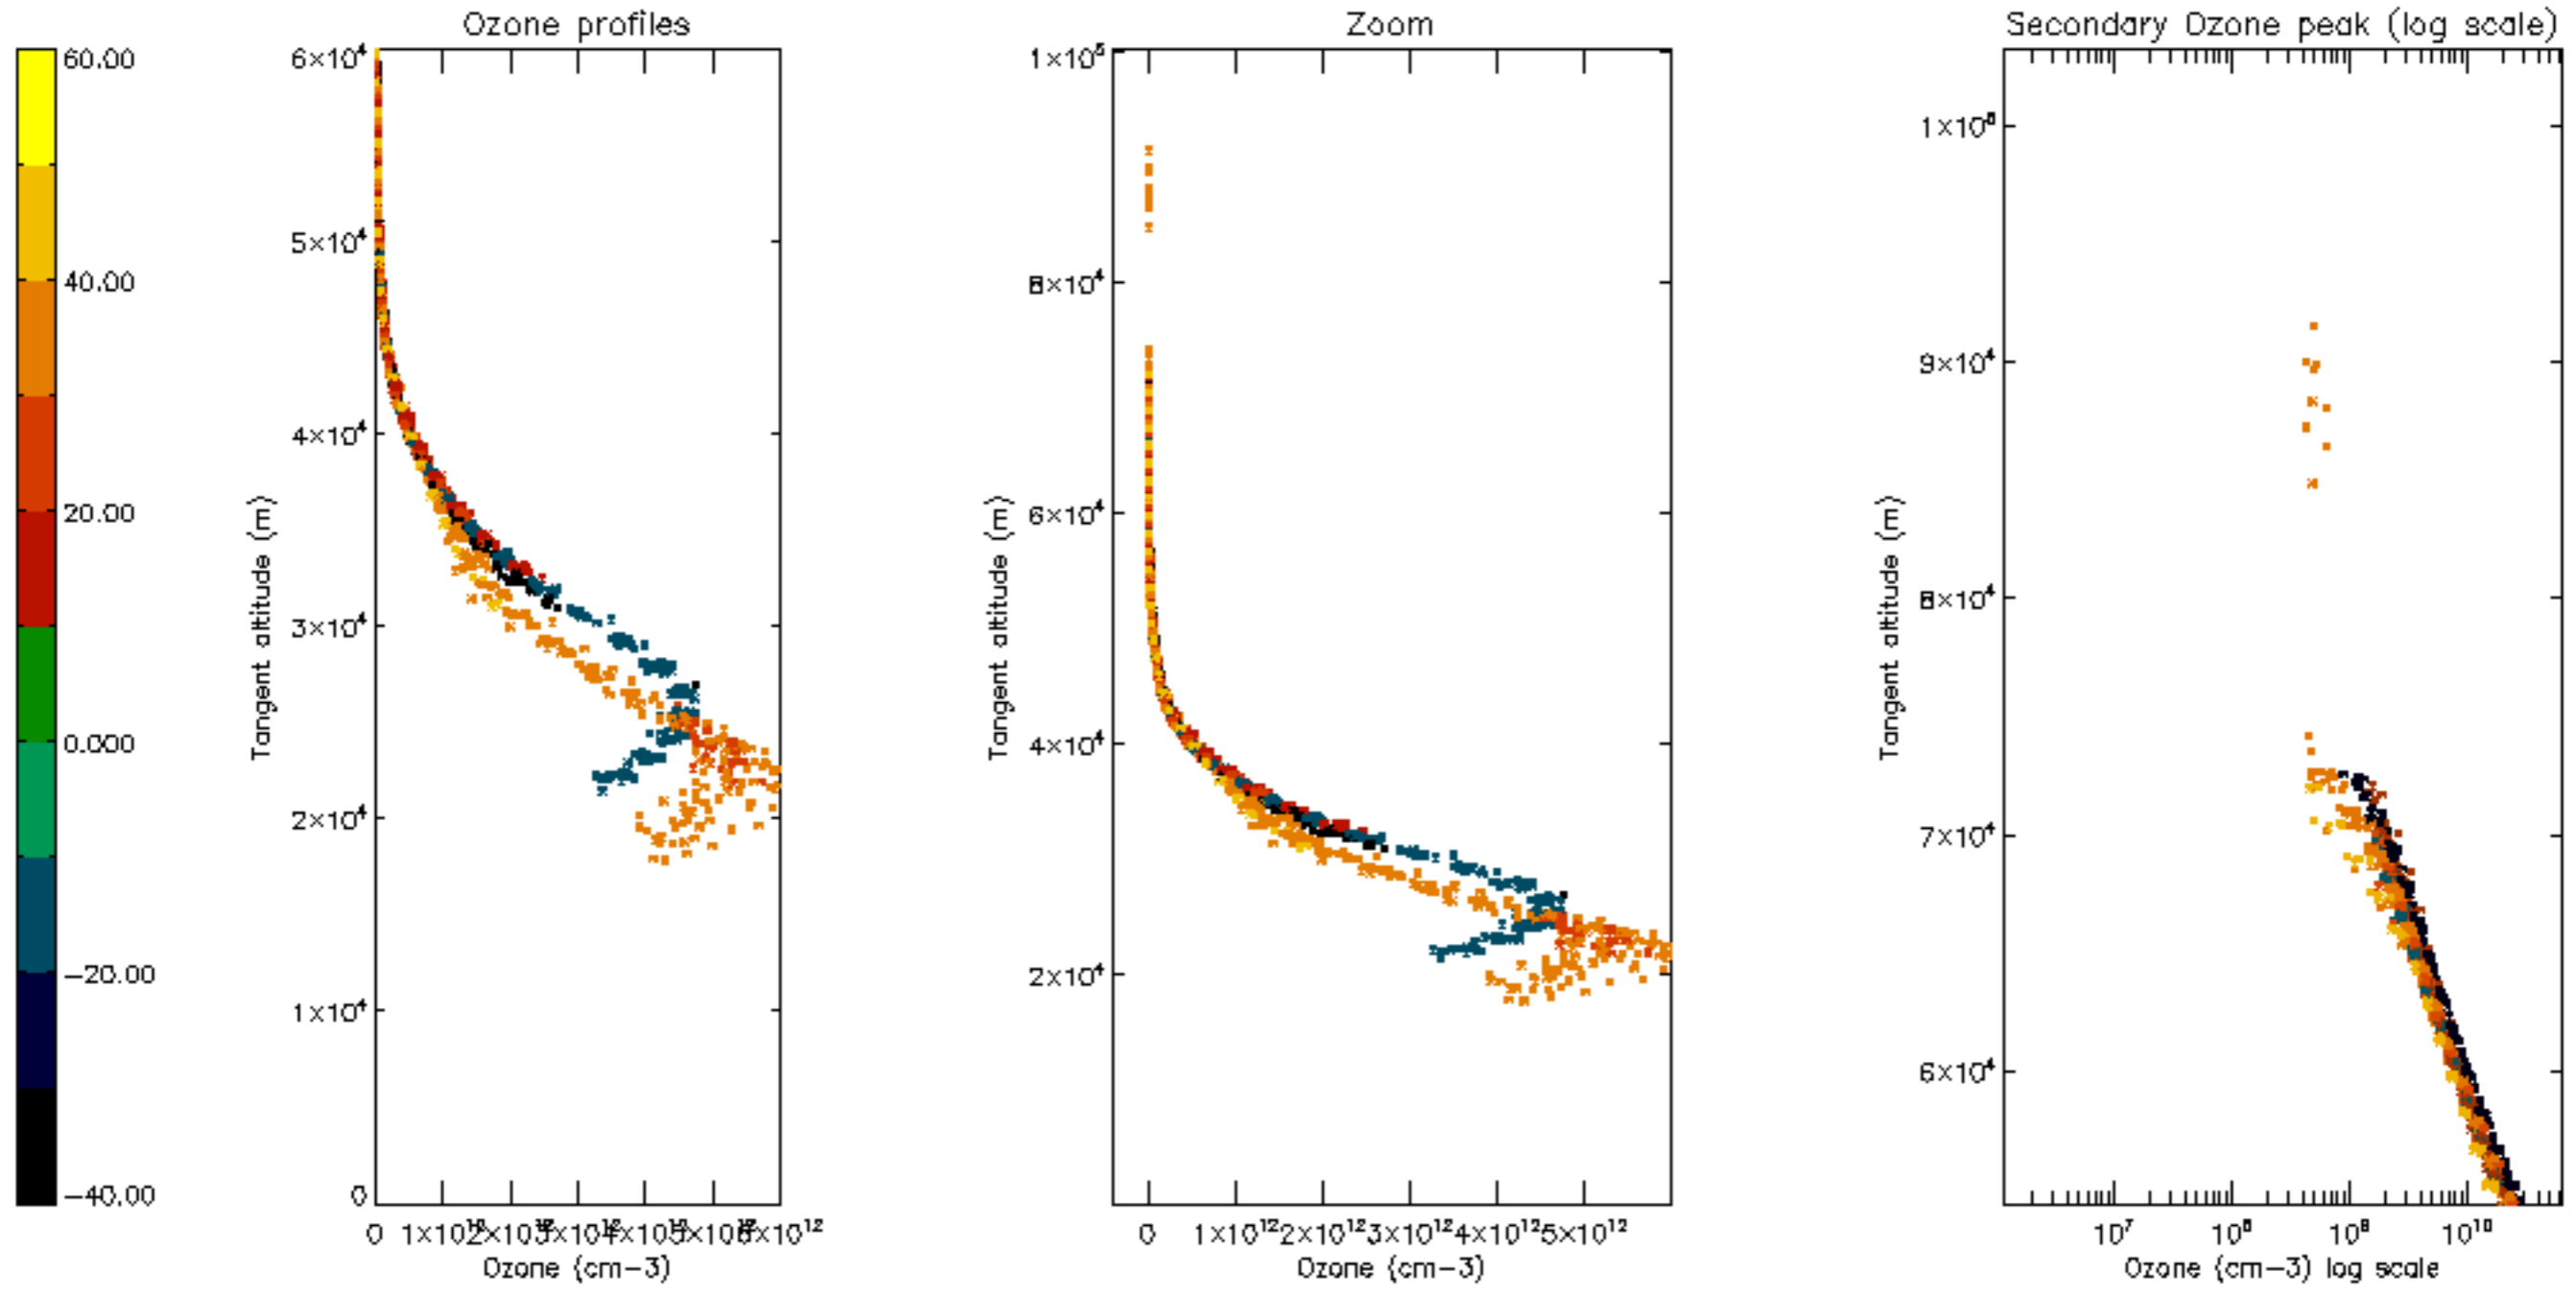 Ozone profiles
Zoom
Secondary Ozone peak (log scale)
60.00
40.00
20.00
0.000
−20.00
−40.00
6×10⁴
5×10⁴
4×10⁴
3×10⁴
2×10⁴
1×10⁴
0
Tangent altitude (m)
0
6×10¹²
Ozone (cm−3)
1×10⁵
8×10⁴
6×10⁴
4×10⁴
2×10⁴
Tangent altitude (m)
0 1×10¹² 2×10¹² 3×10¹² 4×10¹² 5×10¹²
Ozone (cm−3)
9×10⁴
8×10⁴
7×10⁴
6×10⁴
Tangent altitude (m)
10⁷ 10⁸ 10⁹ 10¹⁰
Ozone (cm−3) log scale